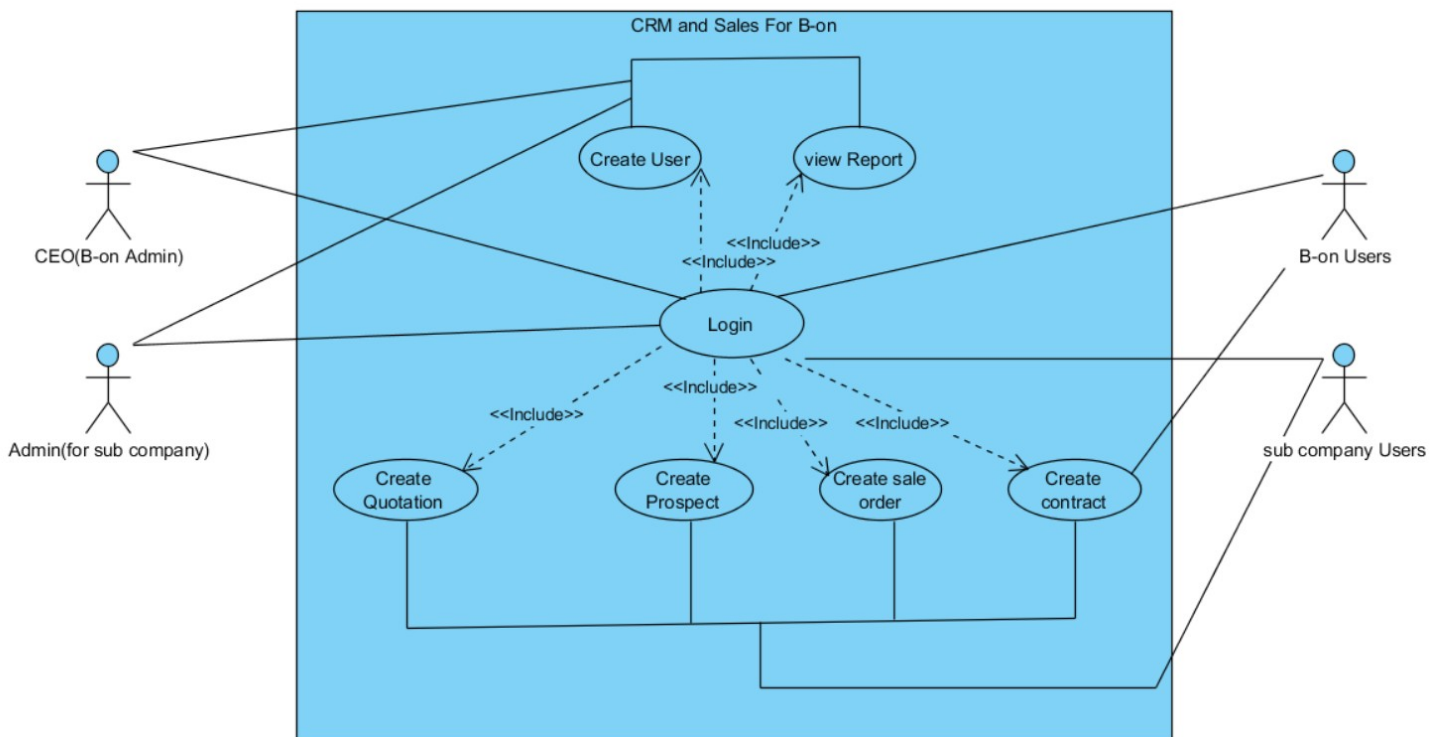 CRM and Sales For B-on
Create User
view Report
CEO(B-on Admin)
B-on Users
<<Include>>
<<Include>>
Login
Admin(for sub company)
sub company Users
<<Include>>
<<Include>>
<<Include>>
<<Include>>
Create
Quotation
Create
Prospect
Create sale
order
Create
contract